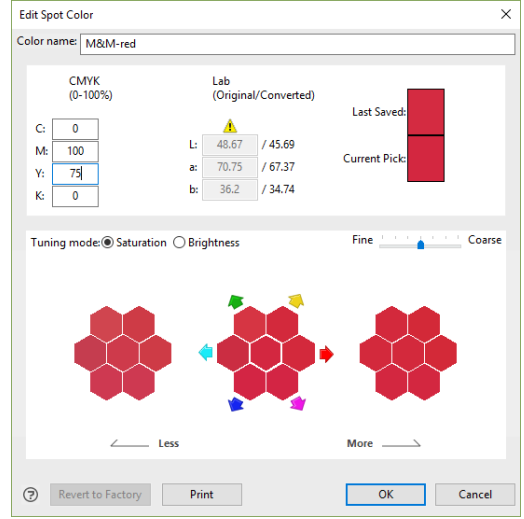 Edit Spot Color
Color name: M&M-red
CMYK
(0-100%)
Lab
(Original/Converted)
Last Saved:
C: 0
M: 100
Y: 75
K: 0
L: 48.67 / 45.69
a: 70.75 / 67.37
b: 36.2 / 34.74
Current Pick:
Tuning mode: Saturation Brightness
Fine Coarse
Less More
Revert to Factory Print OK Cancel